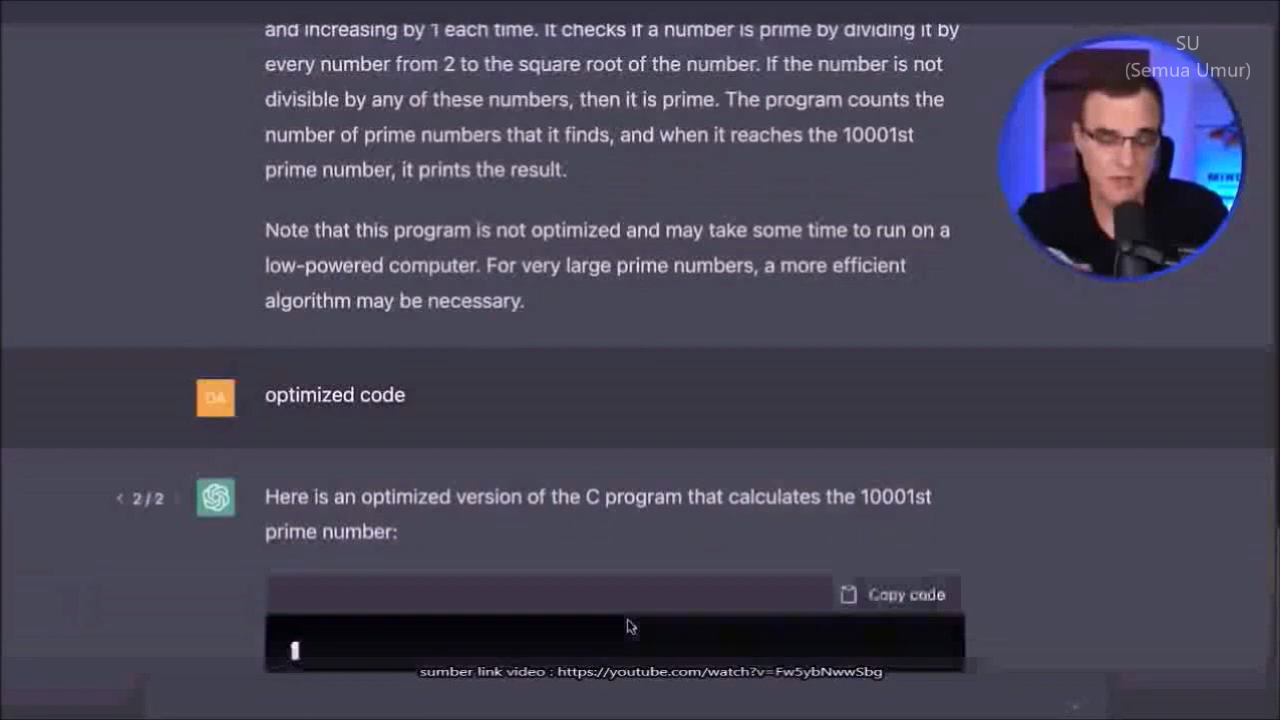 and increasing by 1 each time. It checks if a number is prime by dividing it by
every number from 2 to the square root of the number. If the number is not
divisible by any of these numbers, then it is prime. The program counts the
number of prime numbers that it finds, and when it reaches the 10001st
prime number, it prints the result.
SU
(Semua Umur)
Note that this program is not optimized and may take some time to run on a
low-powered computer. For very large prime numbers, a more efficient
algorithm may be necessary.
DA
optimized code
< 2 / 2
Here is an optimized version of the C program that calculates the 10001st
prime number:
Copy code
sumber link video : https://youtube.com/watch?v=Fw5ybNwwSbg